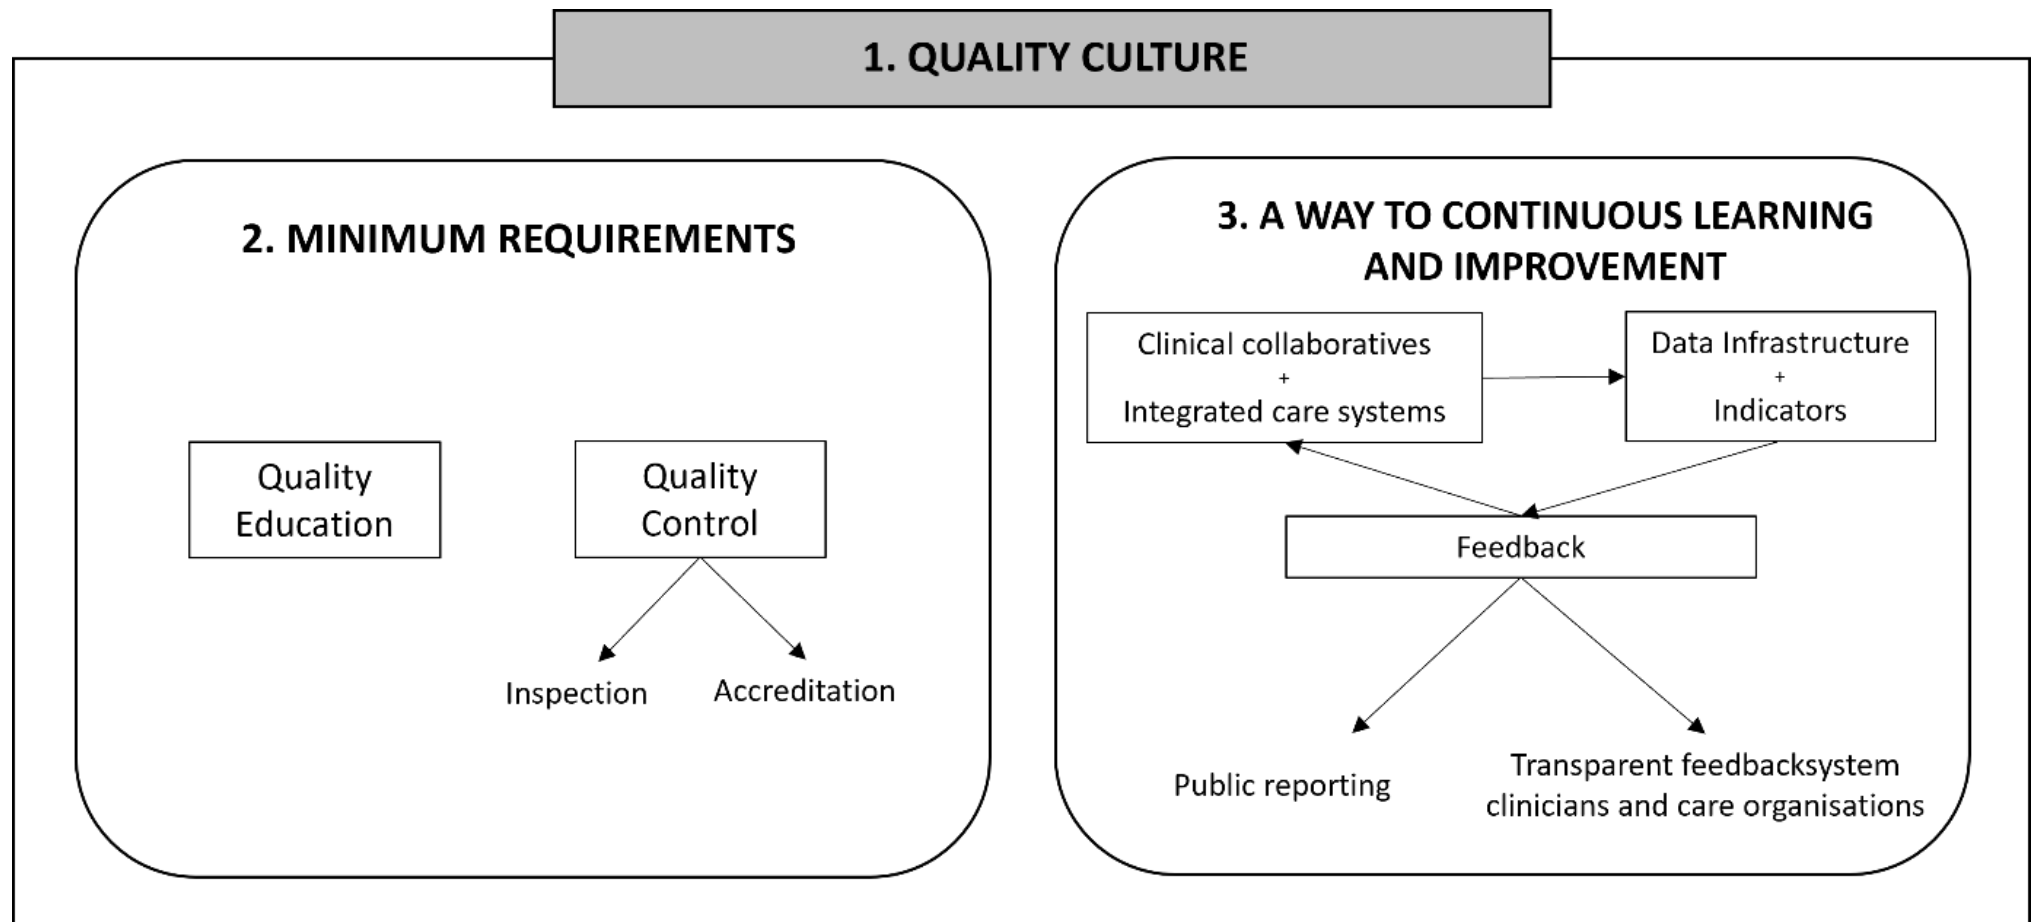 1. QUALITY CULTURE
2. MINIMUM REQUIREMENTS
Quality
Education
Quality
Control
Inspection
Accreditation
3. A WAY TO CONTINUOUS LEARNING
AND IMPROVEMENT
Clinical collaboratives
+
Integrated care systems
Data Infrastructure
+
Indicators
Feedback
Public reporting
Transparent feedbacksystem
clinicians and care organisations